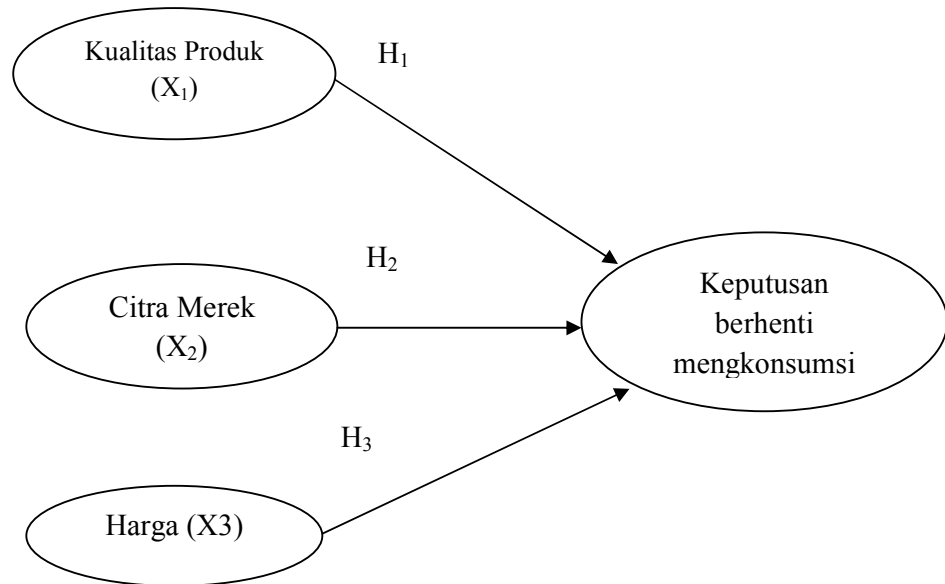 Kualitas Produk
(X₁)
H₁
H₂
Citra Merek
(X₂)
Keputusan
berhenti
mengkonsumsi
H₃
Harga (X3)